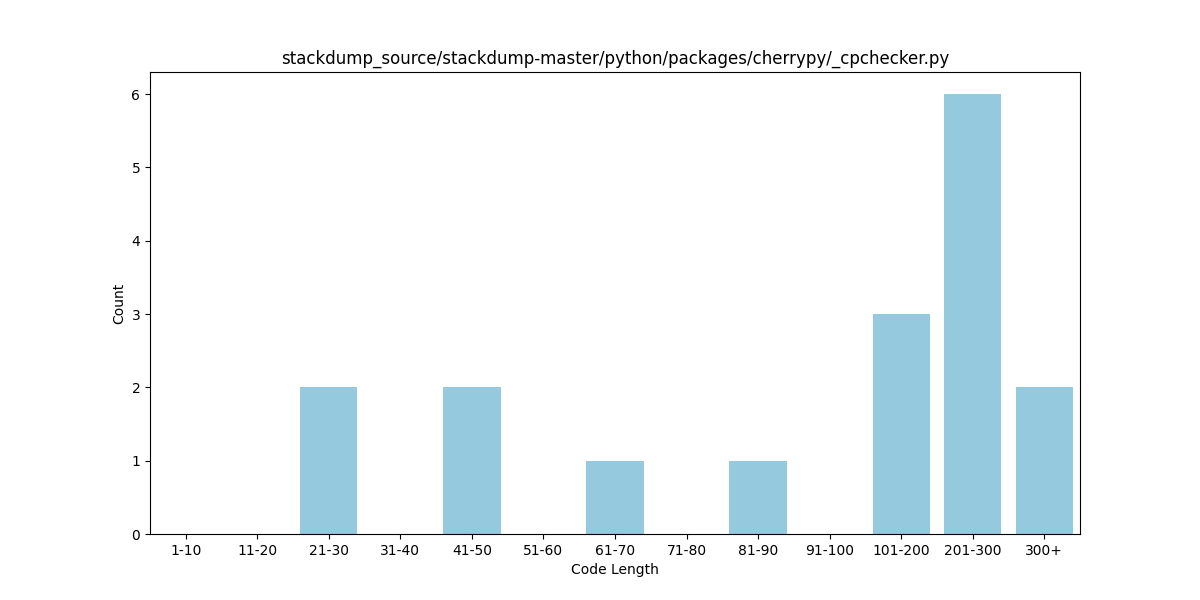 stackdump_source/stackdump-master/python/packages/cherrypy/_cpchecker.py
6
5
4
3
2
1
0
Count
1-10 11-20 21-30 31-40 41-50 51-60 61-70 71-80 81-90 91-100 101-200 201-300 300+
Code Length